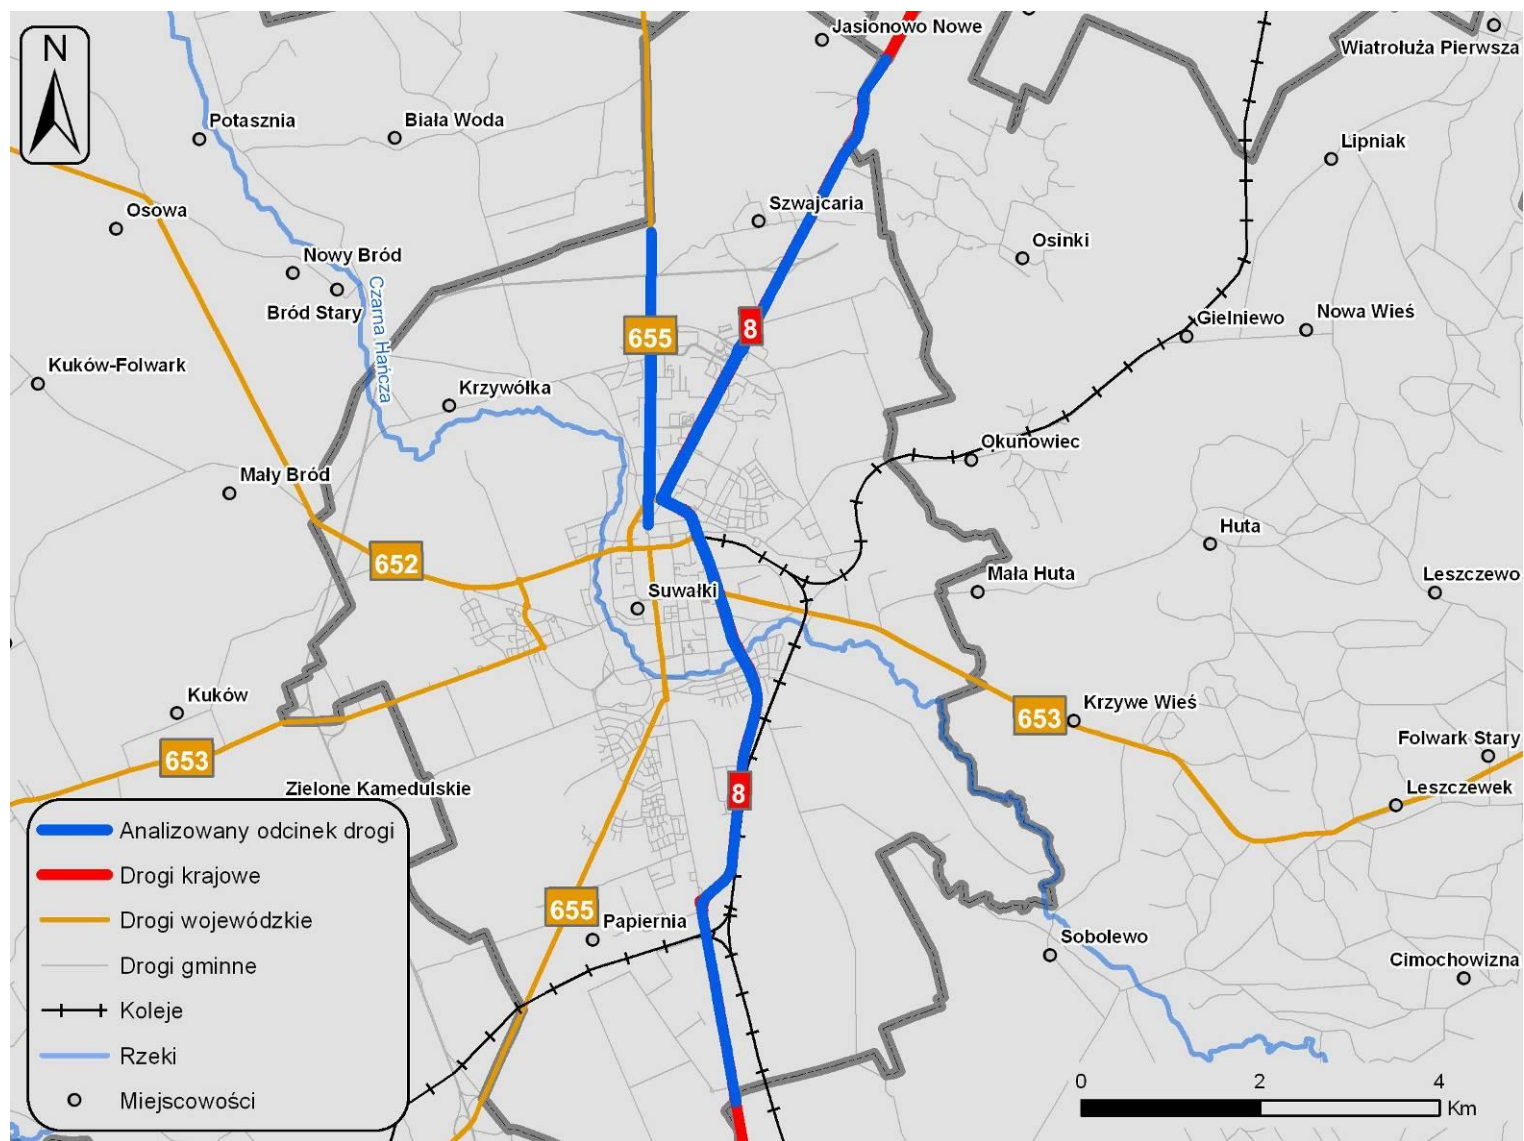 N
Jasionowo Nowe
Wiatrołuża Pierwsza
Potasznia
Biała Woda
Lipniak
Osowa
Szwajcaria
Osinki
Nowy Bród
Bród Stary
Czarna Hańcza
655
8
Gielniewo
Nowa Wieś
Kuków-Folwark
Krzywólka
Okuniowiec
Mały Bród
Huta
652
Mała Huta
Leszczewo
Suwałki
Kuków
653
Krzywe Wieś
653
Folwark Stary
Zielone Kamedulskie
8
Leszczewek
Analizowany odcinek drogi
Drogi krajowe
Drogi wojewódzkie
Drogi gminne
Koleje
Rzeki
Miejscowości
655
Papiernia
Sobolewo
Cimochowizna
0 2 4
Km